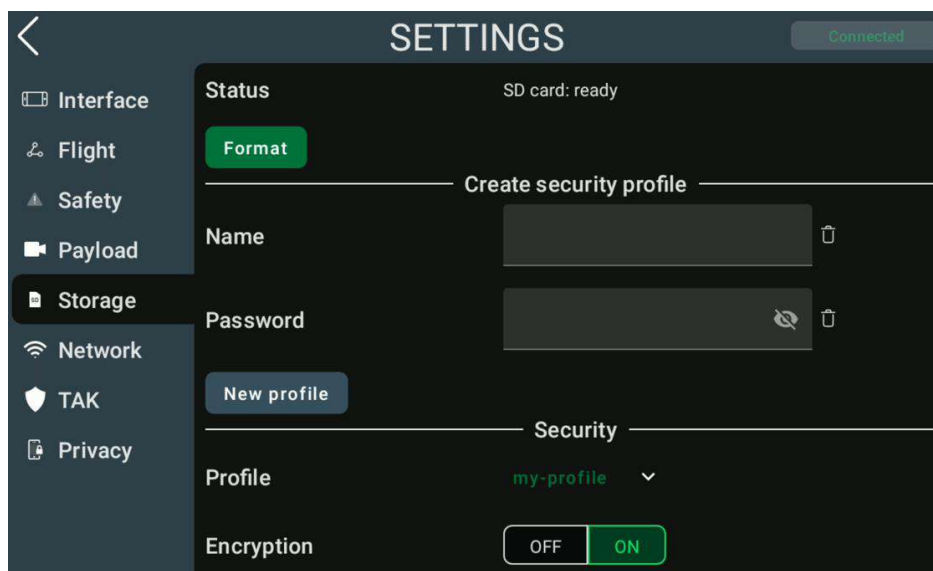 SETTINGS
Connected
Interface
Flight
Safety
Payload
Storage
Network
TAK
Privacy
Status
SD card: ready
Format
Create security profile
Name
Password
New profile
Security
Profile
my-profile
Encryption
OFF
ON